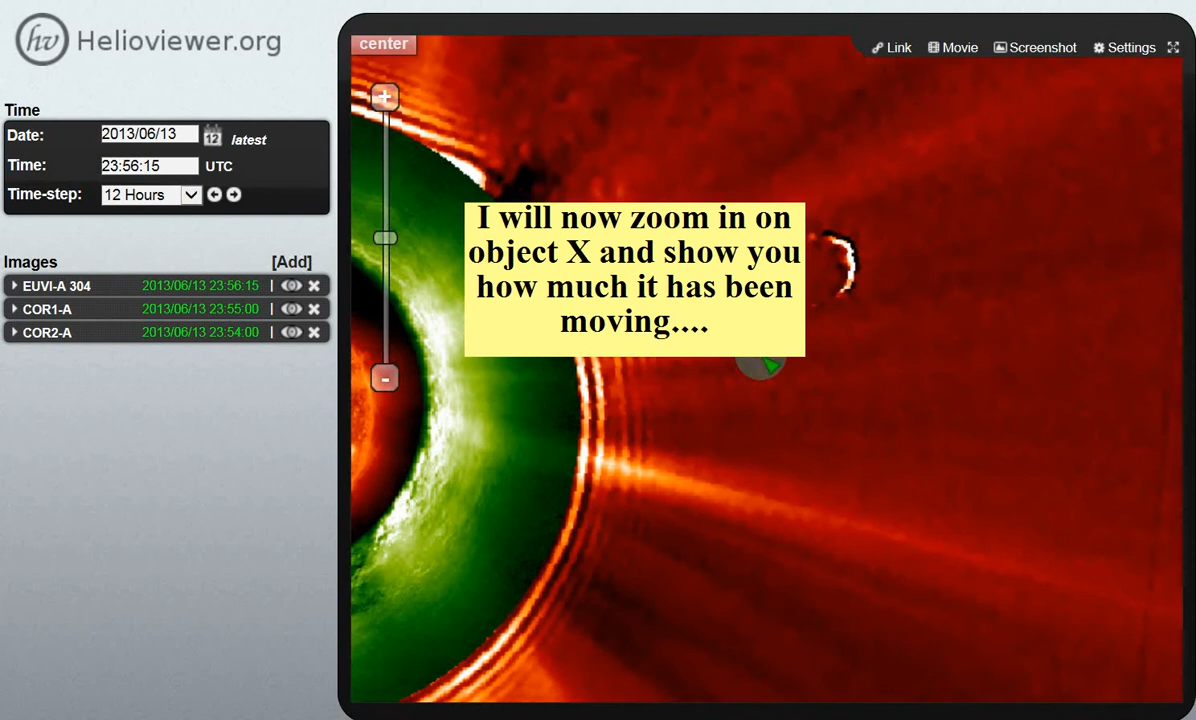 hv Helioviewer.org
center
Link Movie Screenshot Settings
Time
Date: 2013/06/13 12 latest
Time: 23:56:15 UTC
Time-step: 12 Hours
Images [Add]
EUVI-A 304 2013/06/13 23:56:15 |
COR1-A 2013/06/13 23:55:00 |
COR2-A 2013/06/13 23:54:00 |
+
-
I will now zoom in on
object X and show you
how much it has been
moving....